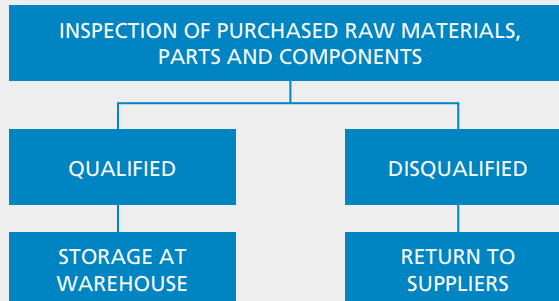 INSPECTION OF PURCHASED RAW MATERIALS,
PARTS AND COMPONENTS
QUALIFIED
DISQUALIFIED
STORAGE AT
WAREHOUSE
RETURN TO
SUPPLIERS